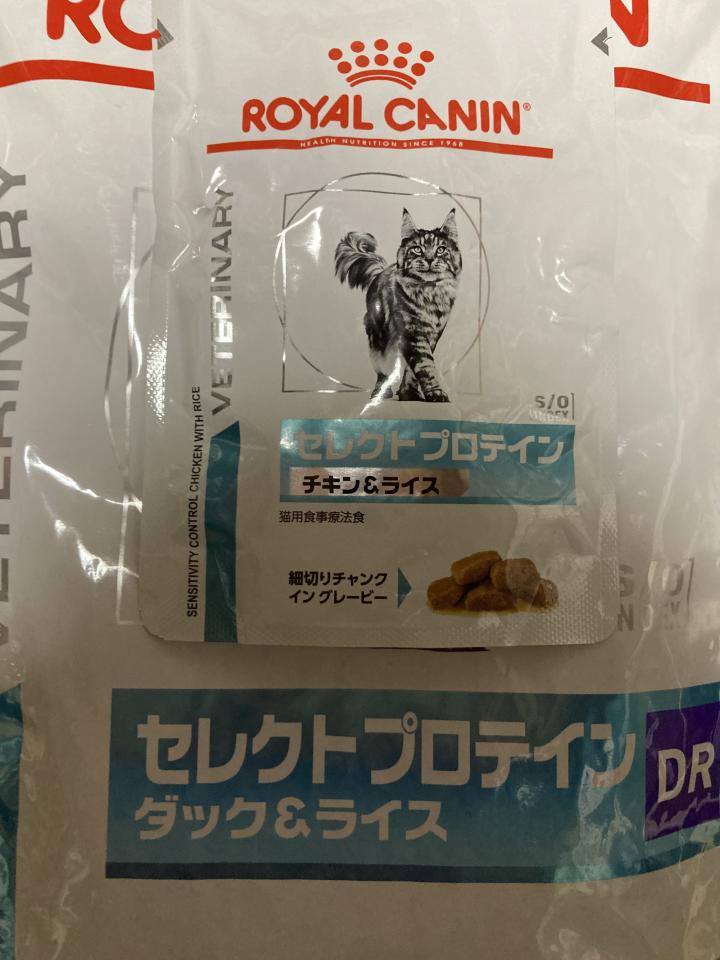 ROYAL CANIN®
HEALTH NUTRITION SINCE 1968
VETERINARY
VETERINARY
SENSITIVITY CONTROL CHICKEN WITH RICE
S/O
INDEX
セレクトプロテイン
チキン&ライス
猫用食事療法食
細切りチャンク
イン グレービー
S/O
セレクトプロテイン
ダック&ライス
DR